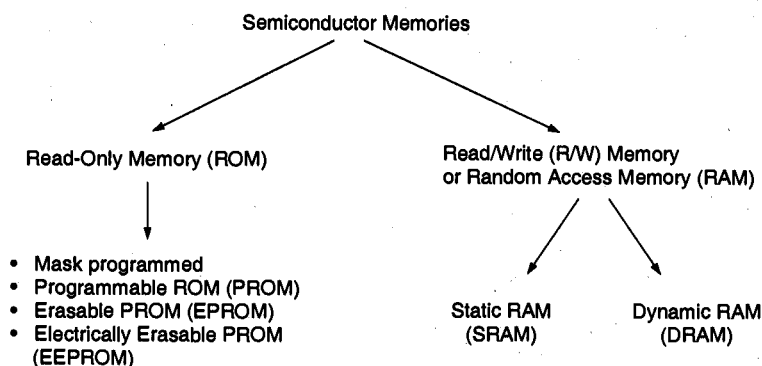 Semiconductor Memories
Read-Only Memory (ROM)
Read/Write (R/W) Memory
or Random Access Memory (RAM)
• Mask programmed
• Programmable ROM (PROM)
• Erasable PROM (EPROM)
• Electrically Erasable PROM
(EEPROM)
Static RAM
(SRAM)
Dynamic RAM
(DRAM)